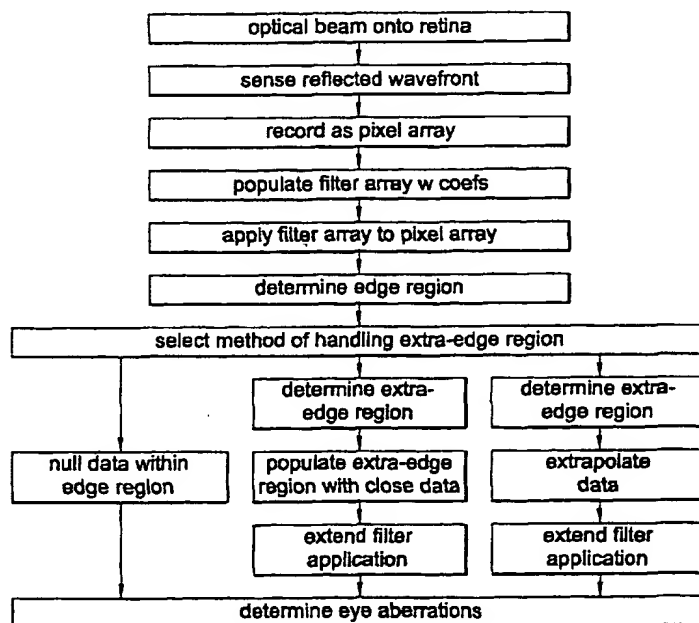 optical beam onto retina
sense reflected wavefront
record as pixel array
populate filter array w coefs
apply filter array to pixel array
determine edge region
select method of handling extra-edge region
null data within
edge region
determine extra-
edge region
populate extra-edge
region with close data
extend filter
application
determine extra-
edge region
extrapolate
data
extend filter
application
determine eye aberrations